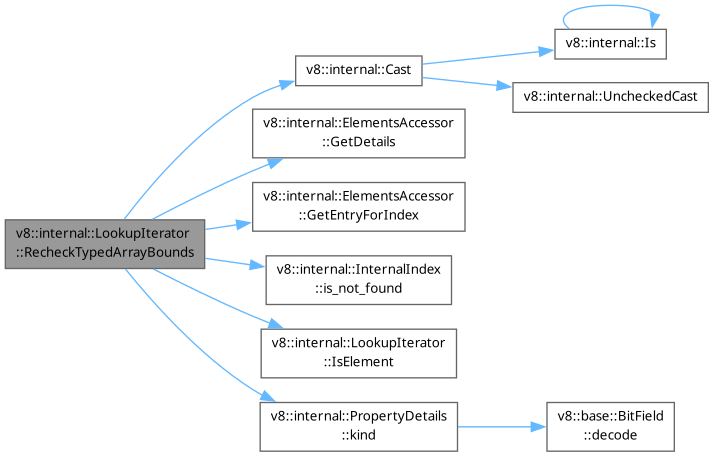 v8::internal::Is
v8::internal::Cast
v8::internal::UncheckedCast
v8::internal::ElementsAccessor
::GetDetails
v8::internal::ElementsAccessor
::GetEntryForIndex
v8::internal::LookupIterator
::RecheckTypedArrayBounds
v8::internal::InternalIndex
::is_not_found
v8::internal::LookupIterator
::IsElement
v8::internal::PropertyDetails
::kind
v8::base::BitField
::decode